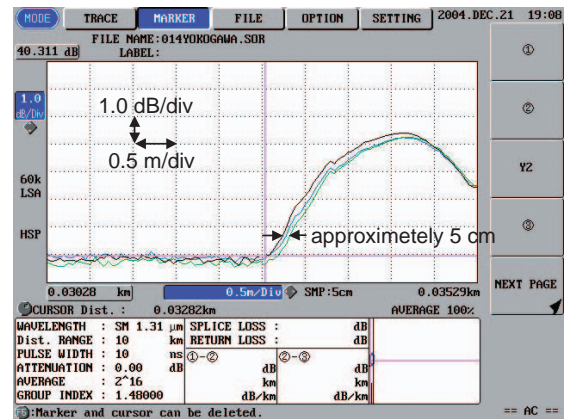 MODE TRACE MARKER FILE OPTION SETTING 2004.DEC.21 19:08
FILE NAME:014YOKOGAWA.SOR
40.311 dB LABEL:
①
1.0
dB/Div
1.0 dB/div
0.5 m/div
②
60k
LSA
YZ
HSP
approximetely 5 cm
③
0.03028 km 0.5m/Div SMP:5cm 0.03529km
NEXT PAGE
CURSOR Dist. : 0.03282km AVERAGE 100%
WAVELENGTH : SM 1.31 μm SPLICE LOSS : dB
Dist. RANGE : 10 km RETURN LOSS : dB
PULSE WIDTH : 10 ns ①-② ②-③
ATTENUATION : 0.00 dB dB dB
AVERAGE : 2^16 km km
GROUP INDEX : 1.48000 dB/km dB/km
:Marker and cursor can be deleted. == AC ==